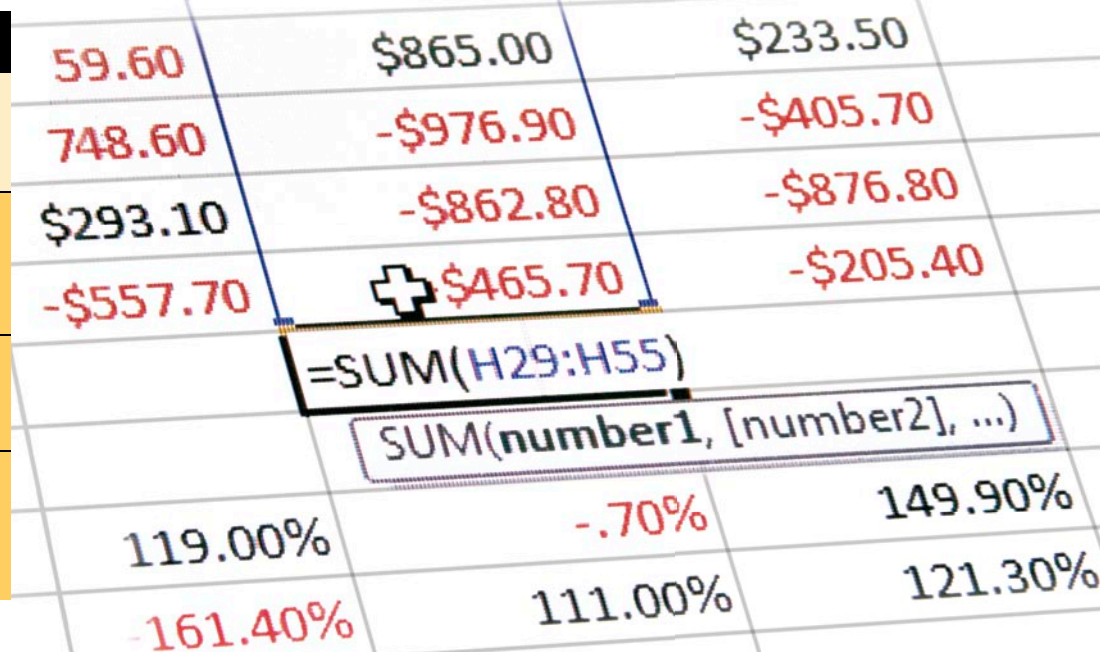 59.60 $865.00 $233.50
748.60 -$976.90 -$405.70
$293.10 -$862.80 -$876.80
-$557.70 $465.70 -$205.40
=SUM(H29:H55)
SUM(number1, [number2], ...)
119.00% -.70% 149.90%
-161.40% 111.00% 121.30%